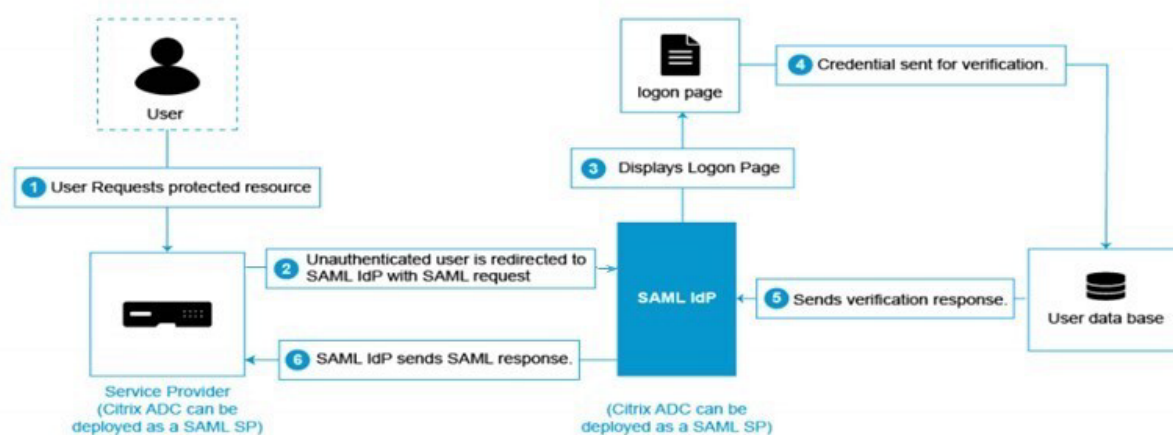 User
1 User Requests protected resource
Service Provider
(Citrix ADC can be
deployed as a SAML SP)
2 Unauthenticated user is redirected to
SAML IdP with SAML request
SAML IdP
(Citrix ADC can be
deployed as a SAML SP)
3 Displays Logon Page
logon page
4 Credential sent for verification.
User data base
5 Sends verification response.
6 SAML IdP sends SAML response.